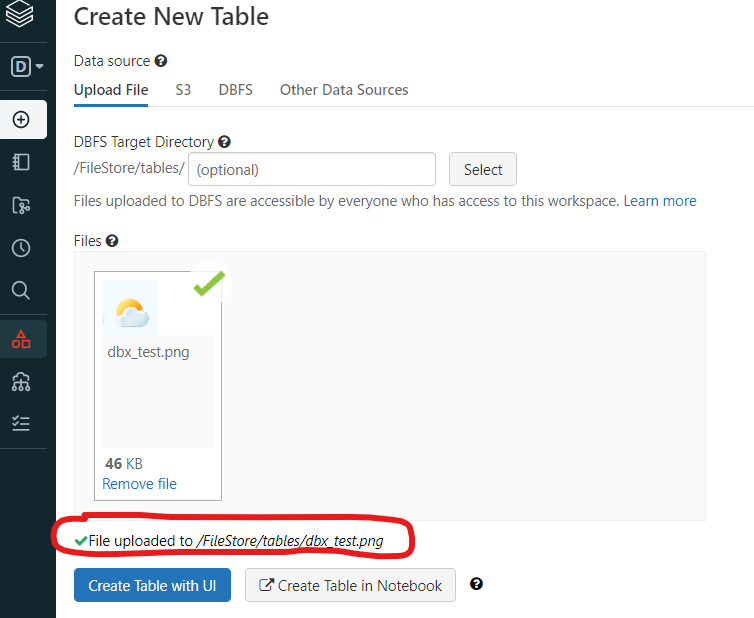 Create New Table
D
Data source
Upload File S3 DBFS Other Data Sources
DBFS Target Directory
/FileStore/tables/ (optional) Select
Files uploaded to DBFS are accessible by everyone who has access to this workspace. Learn more
Files
dbx_test.png
46 KB
Remove file
File uploaded to /FileStore/tables/dbx_test.png
Create Table with UI Create Table in Notebook